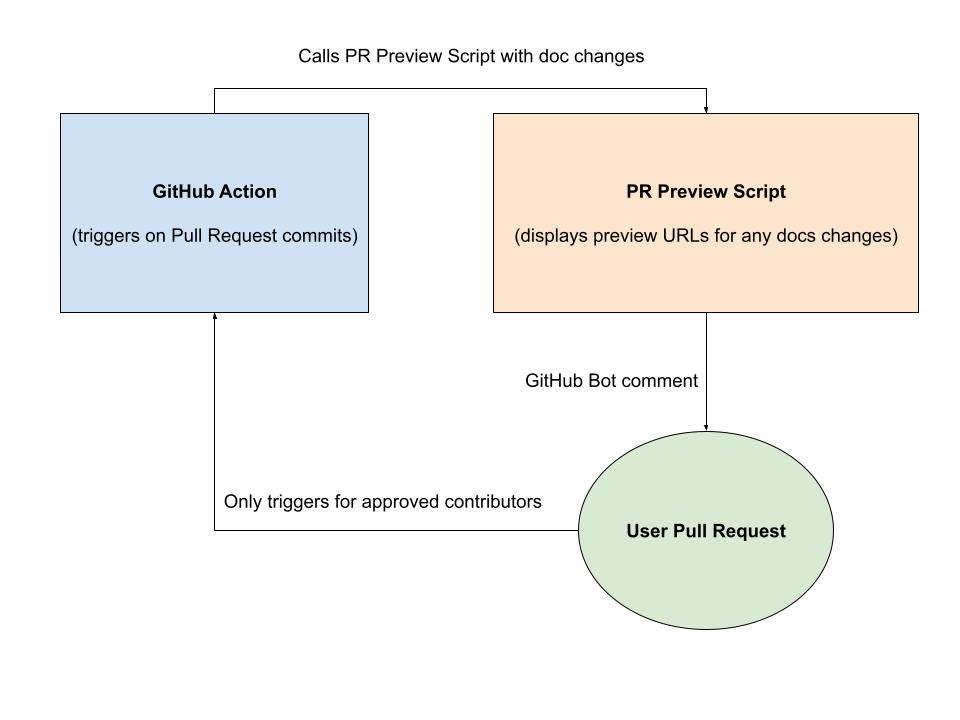 Calls PR Preview Script with doc changes
GitHub Action
(triggers on Pull Request commits)
PR Preview Script
(displays preview URLs for any docs changes)
GitHub Bot comment
Only triggers for approved contributors
User Pull Request